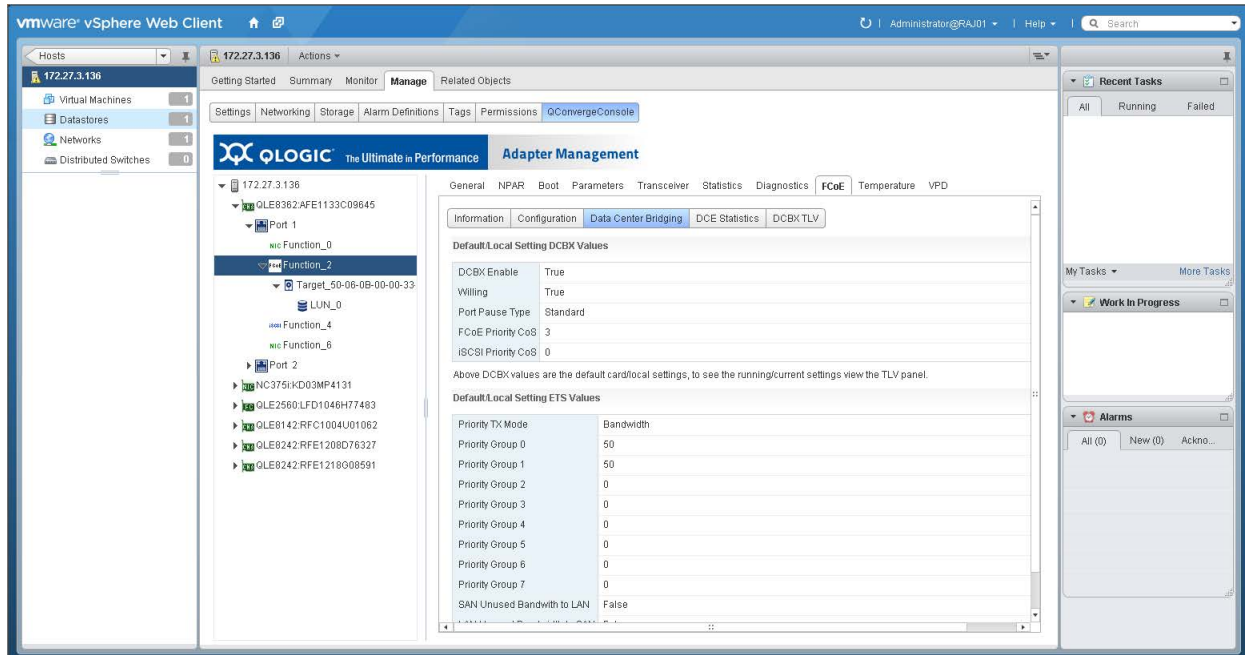 vmware® vSphere Web Client
Administrator@RAJ01
Help
Search
Hosts
172.27.3.136
Virtual Machines 1
Datastores 1
Networks 1
Distributed Switches 0
172.27.3.136 Actions
Getting Started Summary Monitor Manage Related Objects
Settings Networking Storage Alarm Definitions Tags Permissions QConvergeConsole
QLOGIC® The Ultimate in Performance Adapter Management
172.27.3.136
QLE8362:AFE1133C09645
Port 1
NIC Function_0
FCoE Function_2
Target_50-06-0B-00-00-33-
LUN_0
iSCSI Function_4
NIC Function_6
Port 2
NC375i:KD03MP4131
QLE2560:LFD1046H77483
QLE8142:RFC1004U01062
QLE8242:RFE1208D76327
QLE8242:RFE1218G08591
General NPAR Boot Parameters Transceiver Statistics Diagnostics FCoE Temperature VPD
Information Configuration Data Center Bridging DCE Statistics DCBX TLV
Default/Local Setting DCBX Values
DCBX Enable True
Willing True
Port Pause Type Standard
FCoE Priority CoS 3
iSCSI Priority CoS 0
Above DCBX values are the default card/local settings, to see the running/current settings view the TLV panel.
Default/Local Setting ETS Values
Priority TX Mode Bandwidth
Priority Group 0 50
Priority Group 1 50
Priority Group 2 0
Priority Group 3 0
Priority Group 4 0
Priority Group 5 0
Priority Group 6 0
Priority Group 7 0
SAN Unused Bandwith to LAN False
Recent Tasks
All Running Failed
My Tasks More Tasks
Work In Progress
Alarms
All (0) New (0) Ackno...